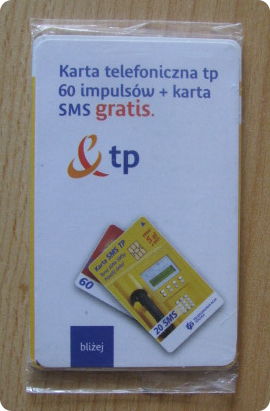 Karta telefoniczna tp
60 impulsów + karta
SMS gratis.
& tp
Karta SMS TP
60
20 SMS
bliżej